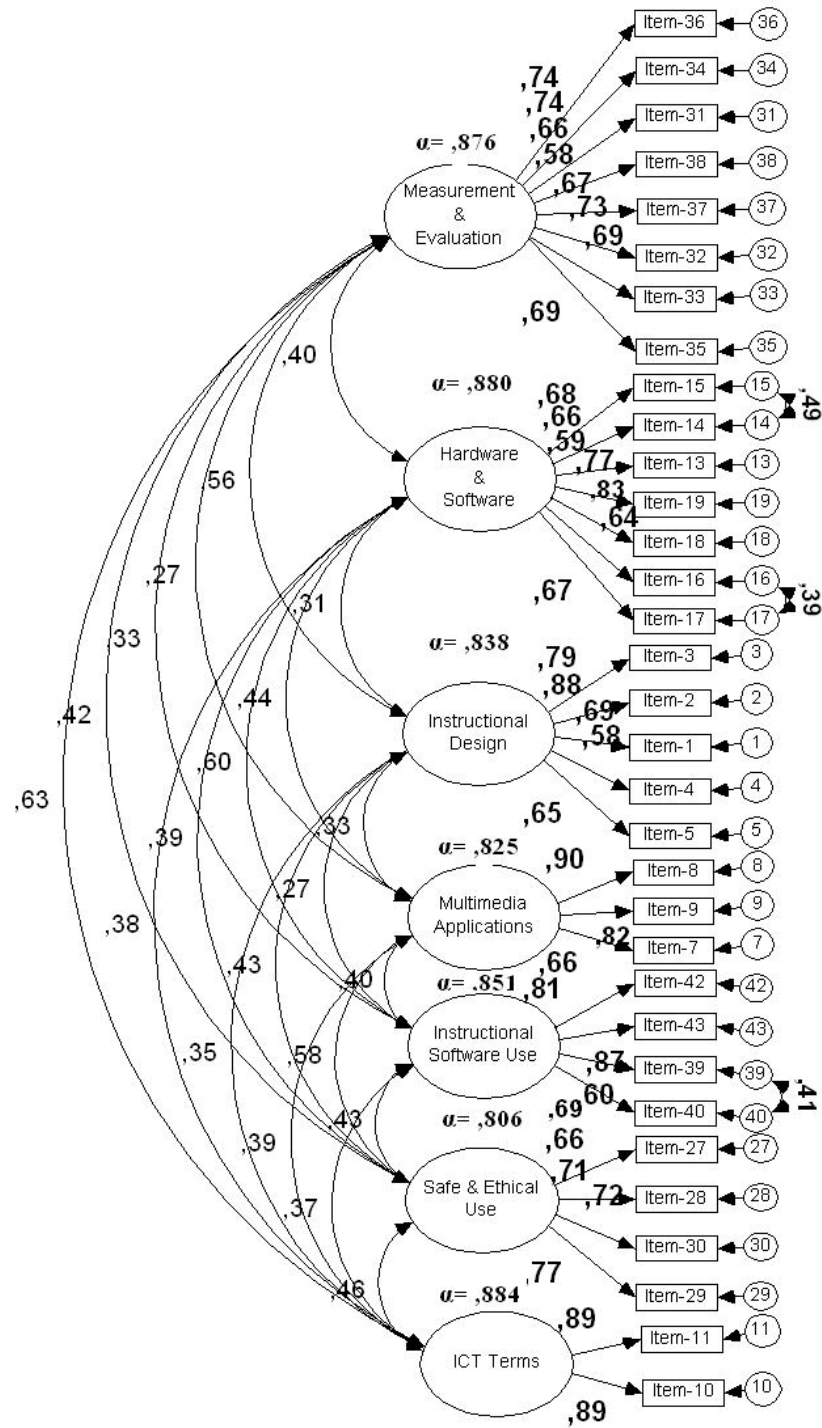 Item-36 36
,74
Item-34 34
,74
Item-31 31
,66
α= ,876
,58
Item-38 38
Measurement
&
Evaluation
,67
Item-37 37
,73
Item-32 32
,69
Item-33 33
,69
Item-35 35
,40
α= ,880
,68
Item-15 15
,49
,66
Item-14 14
,59
Hardware
&
Software
,77
Item-13 13
,83
Item-19 19
,56
,64
Item-18 18
,27
Item-16 16
,39
,31
,67
Item-17 17
,33
α= ,838
,79
Item-3 3
,88
,44
Item-2 2
,69
,42
Instructional
Design
,58
Item-1 1
,60
,63
Item-4 4
,65
,33
Item-5 5
,39
α= ,825
,90
Item-8 8
,27
Multimedia
Applications
Item-9 9
,38
,82
Item-7 7
,43
,66
,40
α= ,851
,81
Item-42 42
Instructional
Software Use
Item-43 43
,35
,58
,87
Item-39 39
,41
,60
,69
Item-40 40
,43
α= ,806
,66
Item-27 27
,39
,71
Safe & Ethical
Use
,72
Item-28 28
,37
Item-30 30
,77
,46
α= ,884
Item-29 29
,89
Item-11 11
ICT Terms
Item-10 10
,89